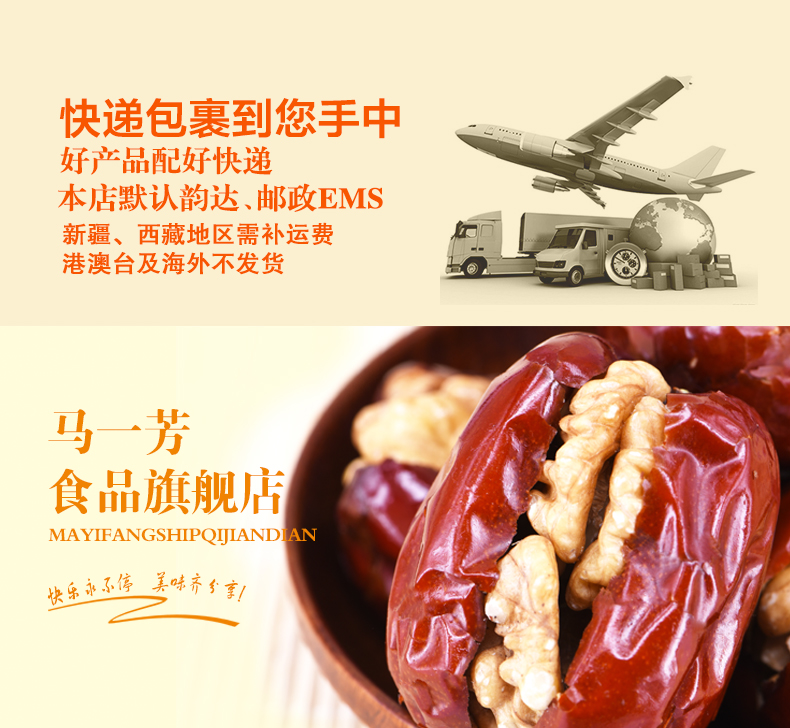 快递包裹到您手中
好产品配好快递
本店默认韵达、邮政EMS
新疆、西藏地区需补运费
港澳台及海外不发货
马一芳
食品旗舰店
MAYIFANGSHIPQIJIANDIAN
快乐永不停 美味齐分享!